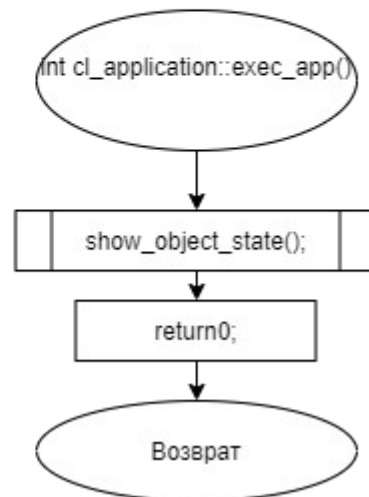 int cl_application::exec_app()
show_object_state();
return0;
Возврат